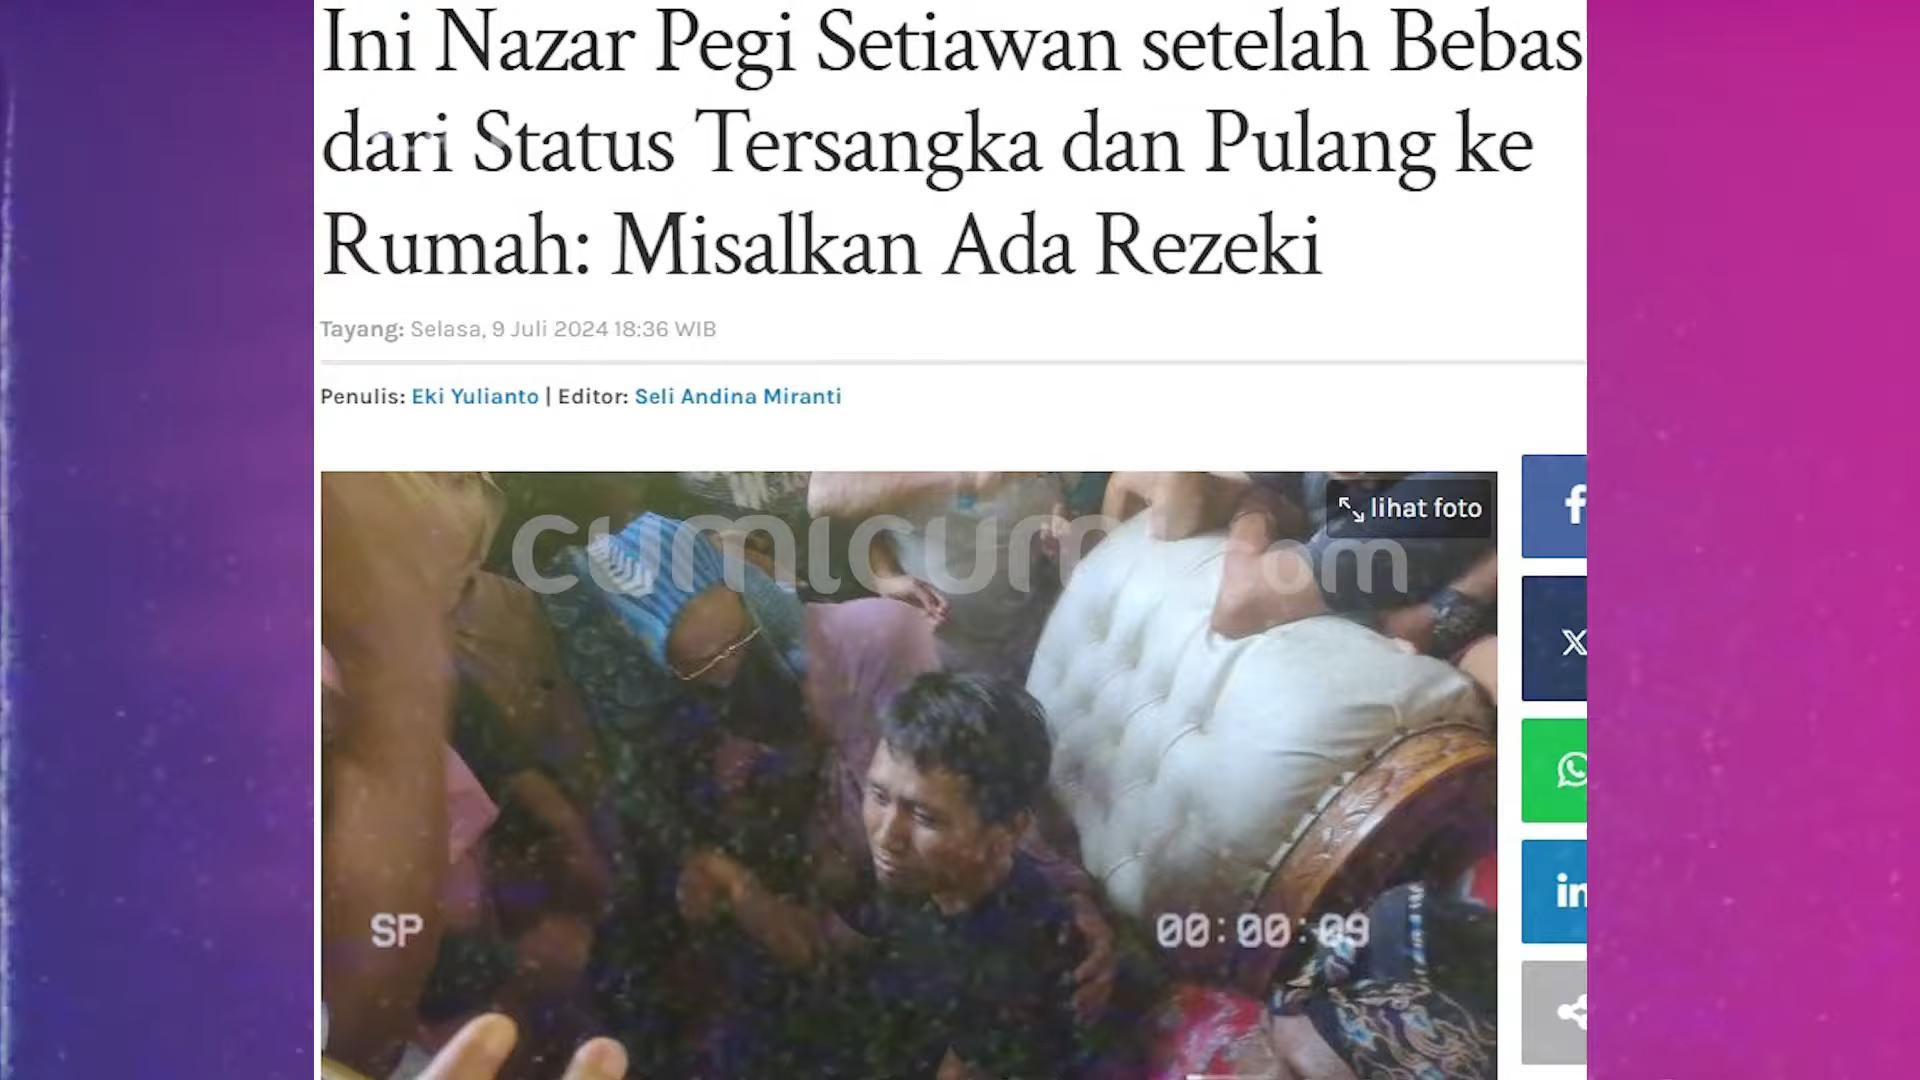 Ini Nazar Pegi Setiawan setelah Bebas
dari Status Tersangka dan Pulang ke
Rumah: Misalkan Ada Rezeki
Tayang: Selasa, 9 Juli 2024 18:36 WIB
Penulis: Eki Yulianto | Editor: Seli Andina Miranti
lihat foto
cumicumi.com
SP
00:00:09